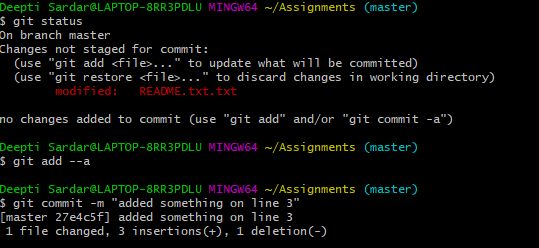 Deepti Sardar@LAPTOP-8RR3PDLU MINGW64 ~/Assignments (master)
$ git status
On branch master
Changes not staged for commit:
  (use "git add <file>..." to update what will be committed)
  (use "git restore <file>..." to discard changes in working directory)
        modified:   README.txt.txt

no changes added to commit (use "git add" and/or "git commit -a")

Deepti Sardar@LAPTOP-8RR3PDLU MINGW64 ~/Assignments (master)
$ git add --a

Deepti Sardar@LAPTOP-8RR3PDLU MINGW64 ~/Assignments (master)
$ git commit -m "added something on line 3"
[master 27e4c5f] added something on line 3
 1 file changed, 3 insertions(+), 1 deletion(-)